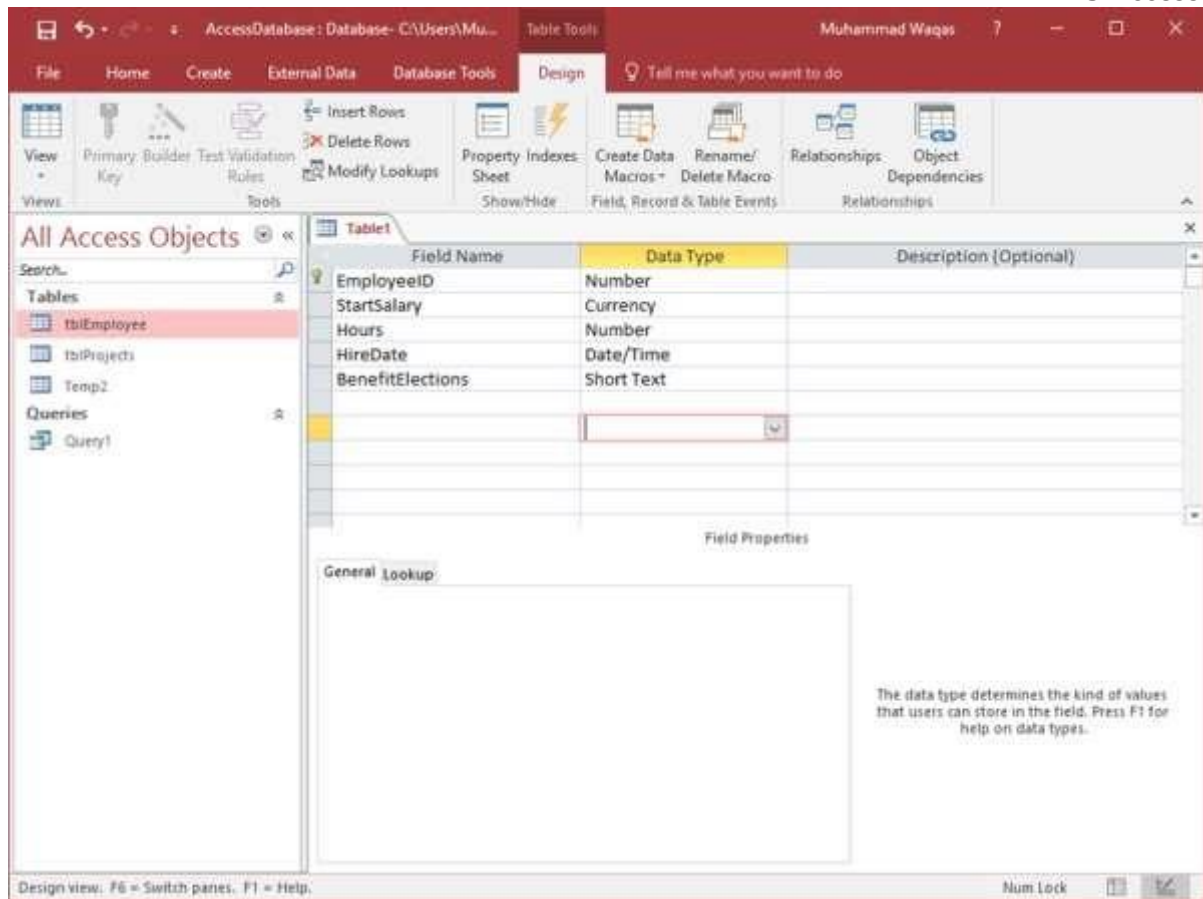 AccessDatabase : Database- C:\Users\Mu... Table Tools Muhammad Waqas ?
File Home Create External Data Database Tools Design Tell me what you want to do
View Primary Key Builder Test Validation Rules Insert Rows Delete Rows Modify Lookups Property Sheet Indexes Create Data Macros Rename/ Delete Macro Relationships Object Dependencies
Views Tools Show/Hide Field, Record & Table Events Relationships
All Access Objects
Search..
Tables
tblEmployee
tblProjects
Temp2
Queries
Query1
Table1
Field Name Data Type Description (Optional)
EmployeeID Number
StartSalary Currency
Hours Number
HireDate Date/Time
BenefitElections Short Text
Field Properties
General Lookup
The data type determines the kind of values
that users can store in the field. Press F1 for
help on data types.
Design view. F6 = Switch panes. F1 = Help.
Num Lock